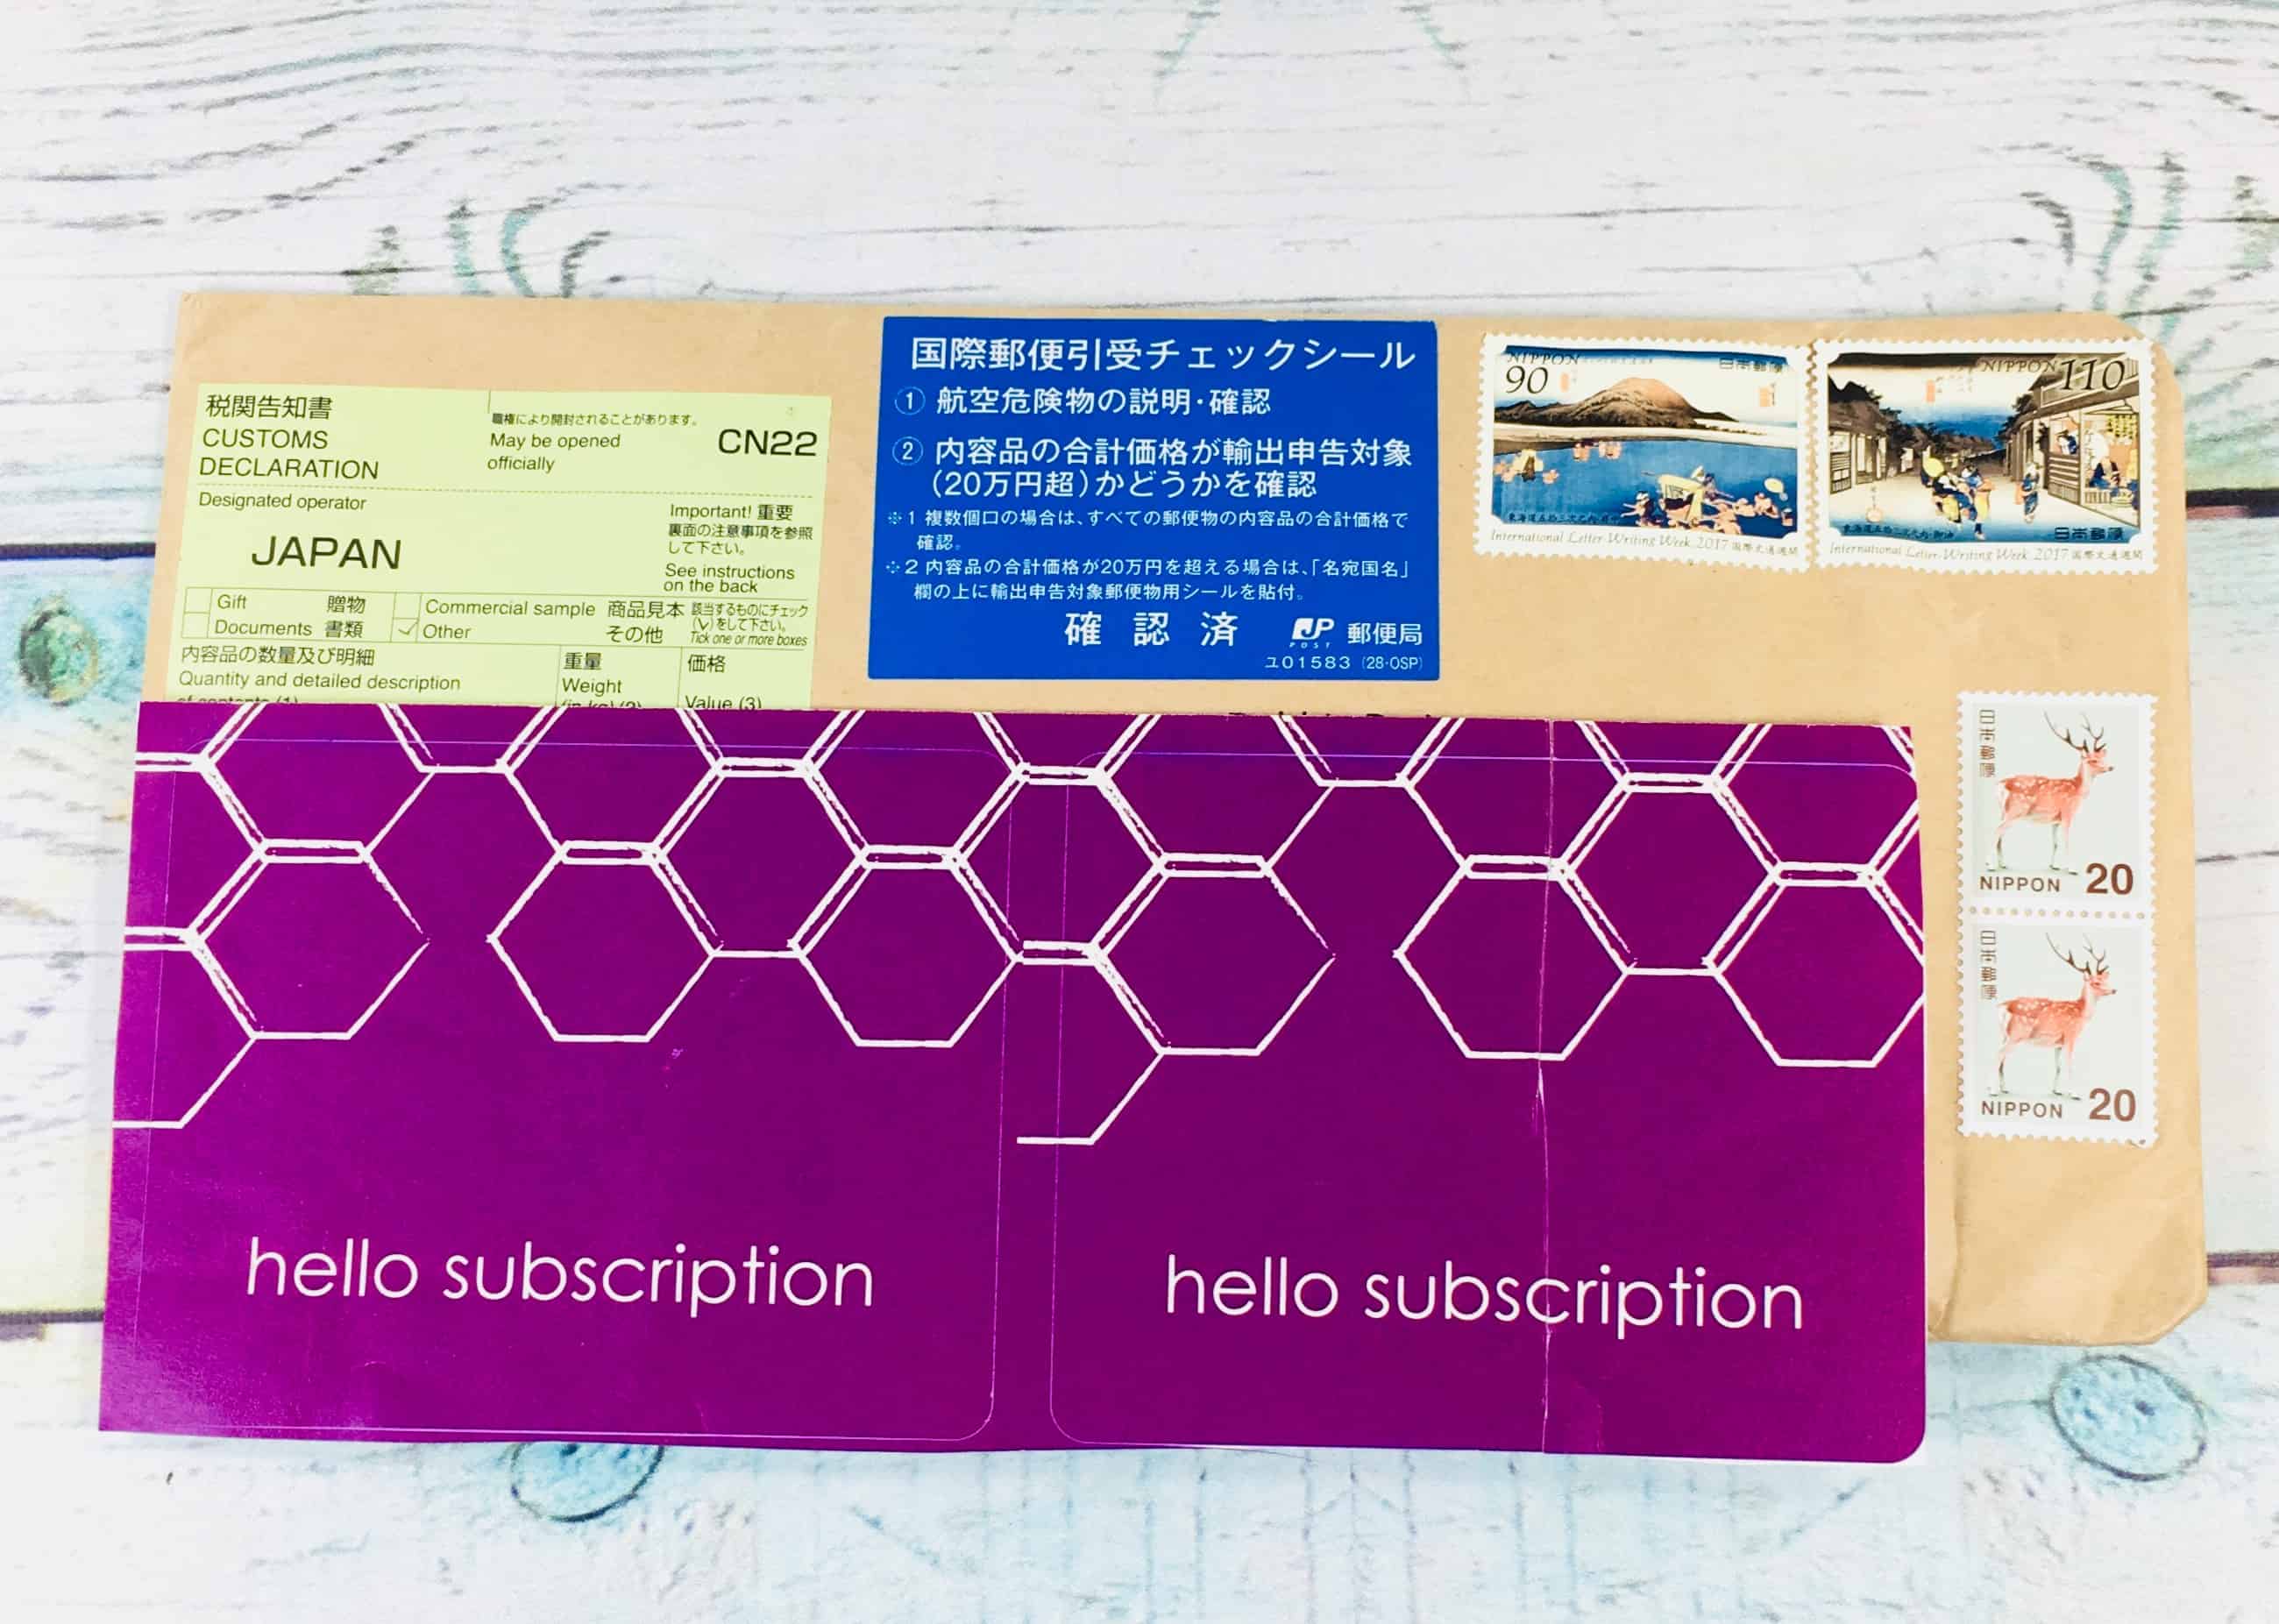 税関告知書
CUSTOMS
DECLARATION
職権により開封されることがあります。
May be opened
officially
CN22
Designated operator
JAPAN
Important! 重要
裏面の注意事項を参照
して下さい。
See instructions
on the back
Gift 贈物
Commercial sample 商品見本
Documents 書類
Other その他
該当するものにチェック
(√)をして下さい。
Tick one or more boxes
内容品の数量及び明細
Quantity and detailed description
of contents (1)
重量
Weight
(in kg) (2)
価格
Value (3)
国際郵便引受チェックシール
① 航空危険物の説明・確認
② 内容品の合計価格が輸出申告対象
(20万円超)かどうかを確認
※1 複数個口の場合は、すべての郵便物の内容品の合計価格で
確認。
※2 内容品の合計価格が20万円を超える場合は、「名宛国名」
欄の上に輸出申告対象郵便物用シールを貼付。
確認済 JP POST 郵便局
ユ01583 (28・OSP)
NIPPON
90
日本郵便
International Letter-Writing Week 2017 国際文通週間
NIPPON 110
日本郵便
International Letter-Writing Week 2017 国際文通週間
日本郵便
NIPPON 20
日本郵便
NIPPON 20
hello subscription
hello subscription